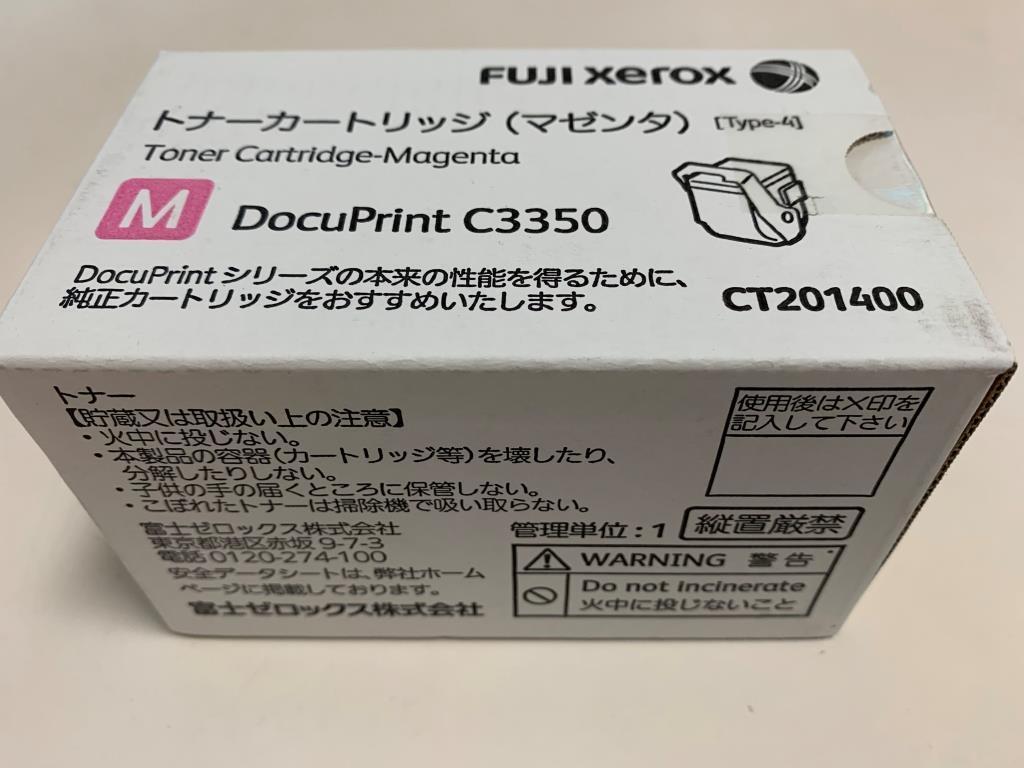 FUJI xerox
トナーカートリッジ（マゼンタ） [Type-4]
Toner Cartridge-Magenta
M DocuPrint C3350
DocuPrint シリーズの本来の性能を得るために、
純正カートリッジをおすすめいたします。
CT201400
トナー
【貯蔵又は取扱い上の注意】
・火中に投じない。
・本製品の容器（カートリッジ等）を壊したり、
分解したりしない。
・子供の手の届くところに保管しない。
・こぼれたトナーは掃除機で吸い取らない。
富士ゼロックス株式会社
東京都港区赤坂 9-7-3
電話 0120-274-100
安全データシートは、弊社ホーム
ページに掲載しております。
富士ゼロックス株式会社
使用後は×印を
記入して下さい
管理単位：1 縦置厳禁
WARNING 警告
Do not incinerate
火中に投じないこと